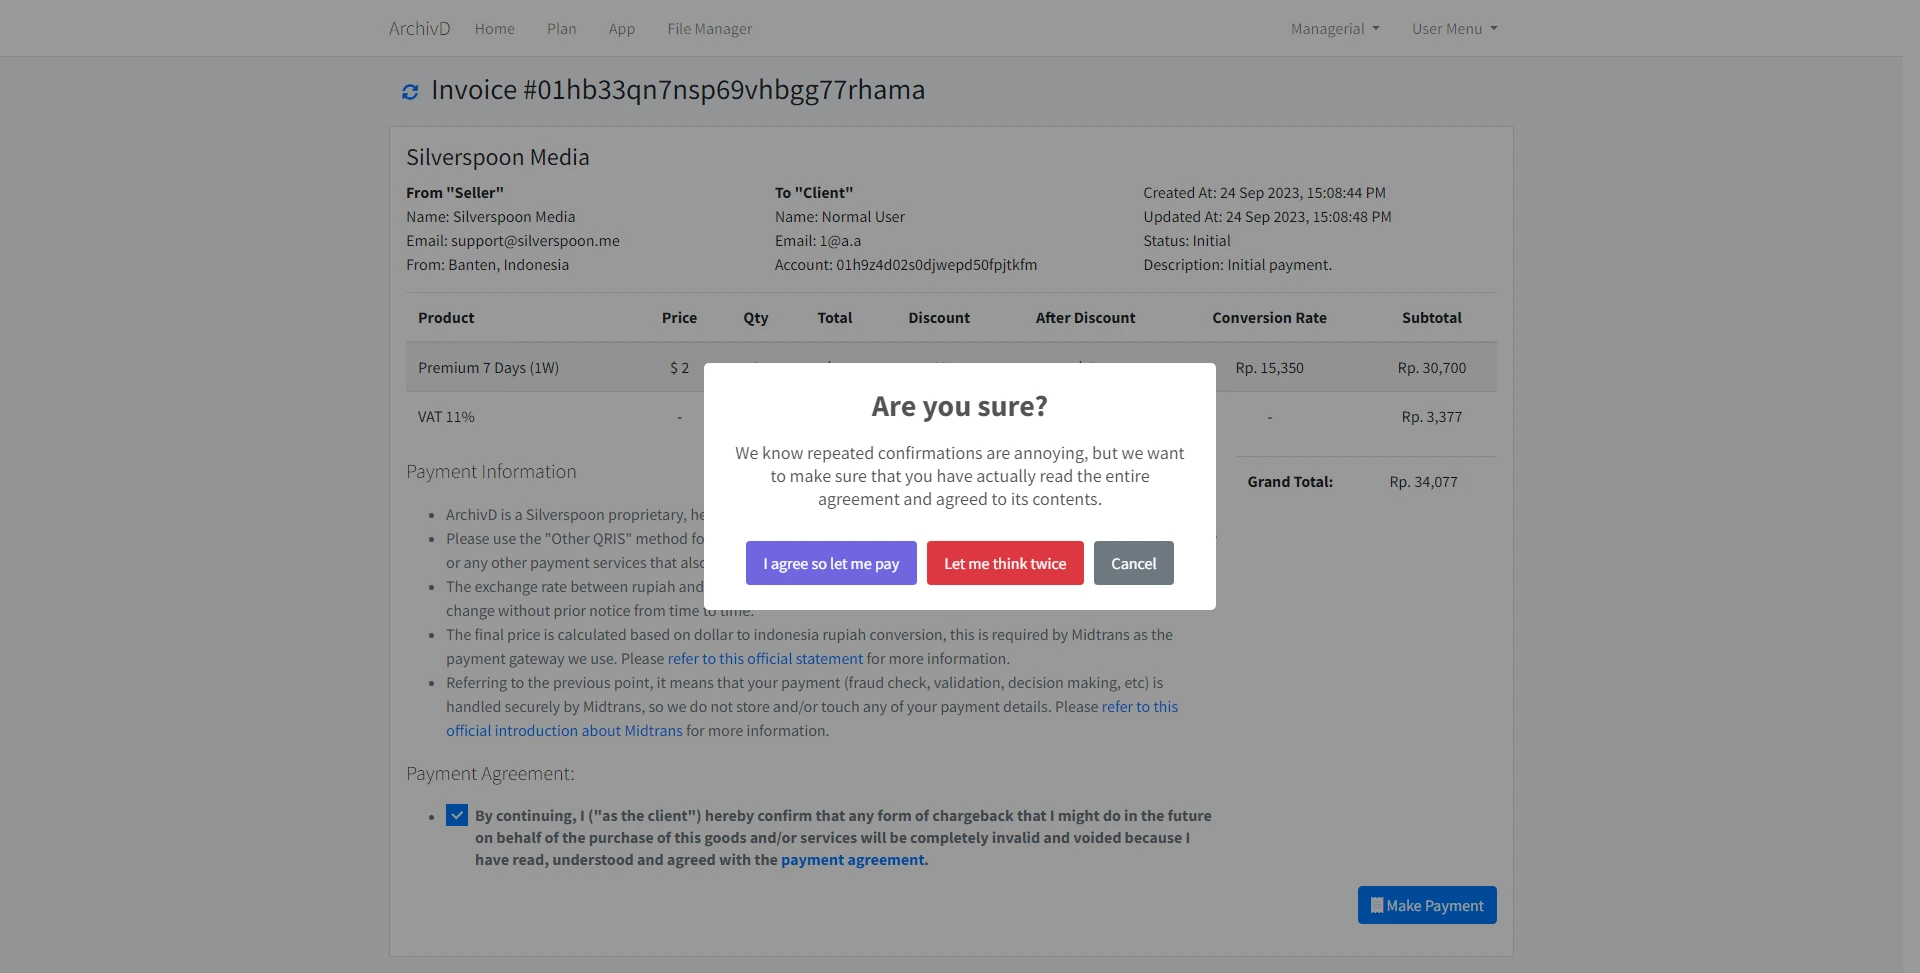 ArchivD Home Plan App File Manager Managerial User Menu
Invoice #01hb33qn7nsp69vhbgg77rhama
Silverspoon Media
From "Seller" To "Client" Created At: 24 Sep 2023, 15:08:44 PM
Name: Silverspoon Media Name: Normal User Updated At: 24 Sep 2023, 15:08:48 PM
Email: support@silverspoon.me Email: 1@a.a Status: Initial
From: Banten, Indonesia Account: 01h9z4d02s0djwepd50fpjtkfm Description: Initial payment.
Product Price Qty Total Discount After Discount Conversion Rate Subtotal
Premium 7 Days (1W) $ 2 Rp. 15,350 Rp. 30,700
VAT 11% - - Rp. 3,377
Grand Total: Rp. 34,077
Are you sure?
We know repeated confirmations are annoying, but we want
to make sure that you have actually read the entire
agreement and agreed to its contents.
I agree so let me pay Let me think twice Cancel
Payment Information
ArchivD is a Silverspoon proprietary,
Please use the "Other QRIS" method
or any other payment services that
The exchange rate between rupiah and
change without prior notice from time to time.
The final price is calculated based on dollar to indonesia rupiah conversion, this is required by Midtrans as the
payment gateway we use. Please refer to this official statement for more information.
Referring to the previous point, it means that your payment (fraud check, validation, decision making, etc) is
handled securely by Midtrans, so we do not store and/or touch any of your payment details. Please refer to this
official introduction about Midtrans for more information.
Payment Agreement:
By continuing, I ("as the client") hereby confirm that any form of chargeback that I might do in the future
on behalf of the purchase of this goods and/or services will be completely invalid and voided because I
have read, understood and agreed with the payment agreement.
Make Payment